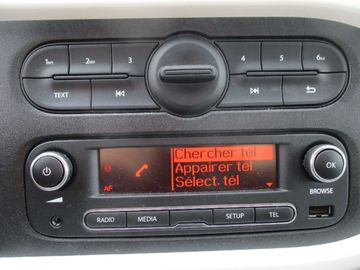 1 2 3 4 5 6
TEXT
Chercher tél
Appairer tél
Sélect. tél
AF
OK
BROWSE
RADIO MEDIA SETUP TEL